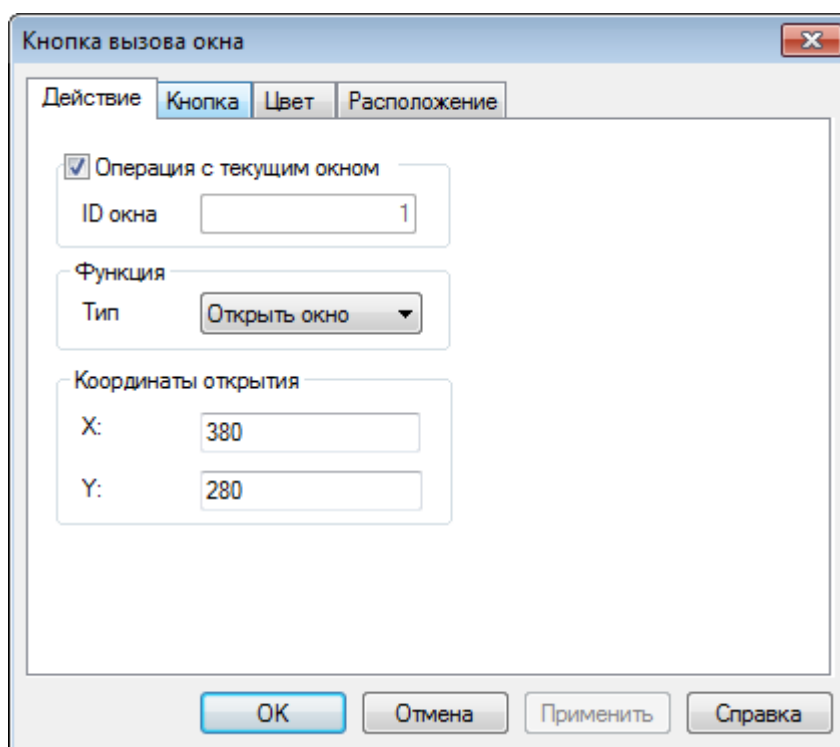 Кнопка вызова окна
Действие Кнопка Цвет Расположение
Операция с текущим окном
ID окна 1
Функция
Тип Открыть окно
Координаты открытия
X: 380
Y: 280
OK Отмена Применить Справка